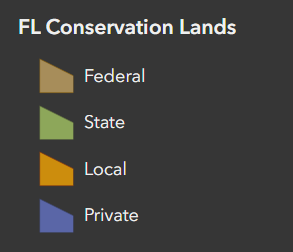 FL Conservation Lands
Federal
State
Local
Private